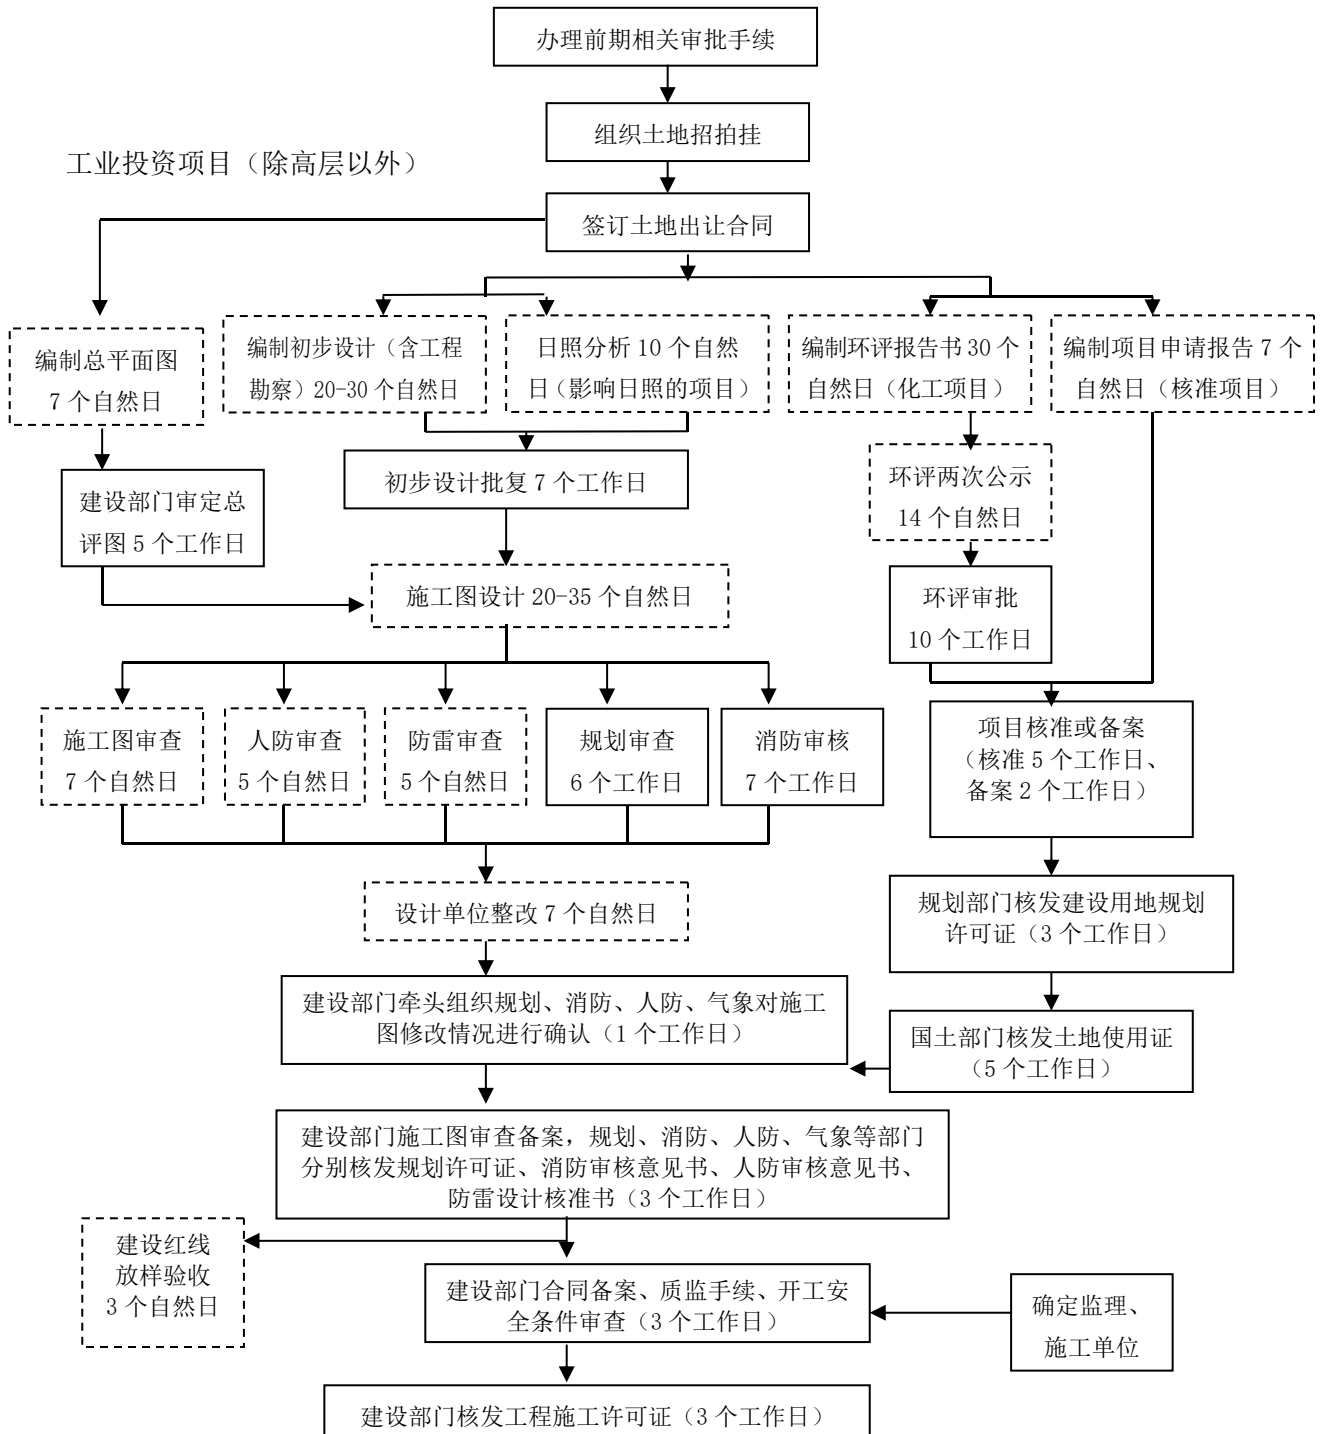 办理前期相关审批手续
组织土地招拍挂
工业投资项目（除高层以外）
签订土地出让合同
编制总平面图
7 个自然日
编制初步设计（含工程
勘察）20-30 个自然日
日照分析 10 个自然
日（影响日照的项目）
编制环评报告书 30 个
自然日（化工项目）
编制项目申请报告 7 个
自然日（核准项目）
建设部门审定总
评图 5 个工作日
初步设计批复 7 个工作日
环评两次公示
14 个自然日
施工图设计 20-35 个自然日
环评审批
10 个工作日
施工图审查
7 个自然日
人防审查
5 个自然日
防雷审查
5 个自然日
规划审查
6 个工作日
消防审核
7 个工作日
项目核准或备案
（核准 5 个工作日、
备案 2 个工作日）
设计单位整改 7 个自然日
规划部门核发建设用地规划
许可证（3 个工作日）
建设部门牵头组织规划、消防、人防、气象对施工
图修改情况进行确认（1 个工作日）
国土部门核发土地使用证
（5 个工作日）
建设部门施工图审查备案，规划、消防、人防、气象等部门
分别核发规划许可证、消防审核意见书、人防审核意见书、
防雷设计核准书（3 个工作日）
建设红线
放样验收
3 个自然日
建设部门合同备案、质监手续、开工安
全条件审查（3 个工作日）
确定监理、
施工单位
建设部门核发工程施工许可证（3 个工作日）